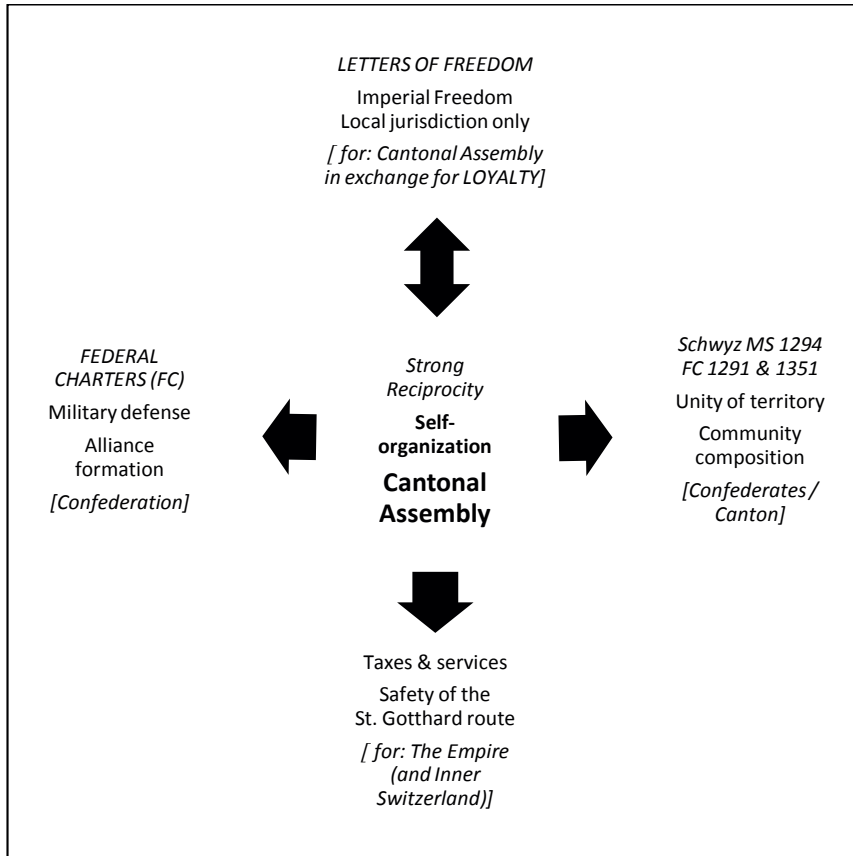 LETTERS OF FREEDOM
Imperial Freedom
Local jurisdiction only
[ for: Cantonal Assembly
in exchange for LOYALTY]
FEDERAL
CHARTERS (FC)
Military defense
Alliance
formation
[Confederation]
Strong
Reciprocity
Self-
organization
Cantonal
Assembly
Schwyz MS 1294
FC 1291 & 1351
Unity of territory
Community
composition
[Confederates /
Canton]
Taxes & services
Safety of the
St. Gotthard route
[ for: The Empire
(and Inner
Switzerland)]